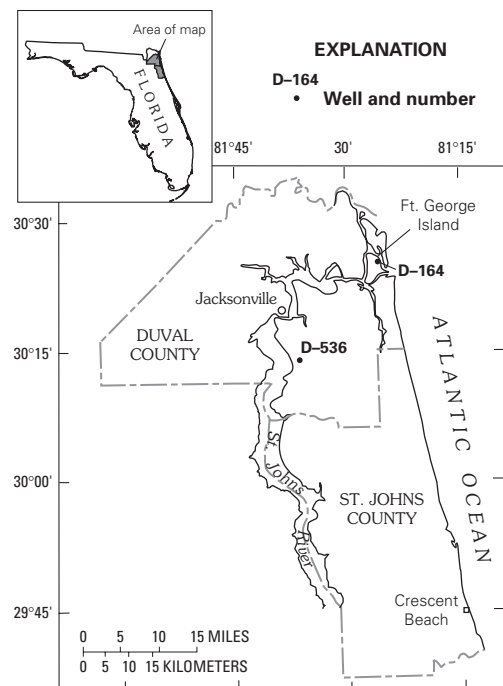 Area of map
FLORIDA
EXPLANATION
D–164
Well and number
81°45' 30' 81°15'
30°30'
Ft. George
Island
D–164
Jacksonville
DUVAL
COUNTY
D–536
30°15'
ATLANTIC OCEAN
St. Johns River
30°00'
ST. JOHNS
COUNTY
29°45'
Crescent
Beach
0 5 10 15 MILES
0 5 10 15 KILOMETERS